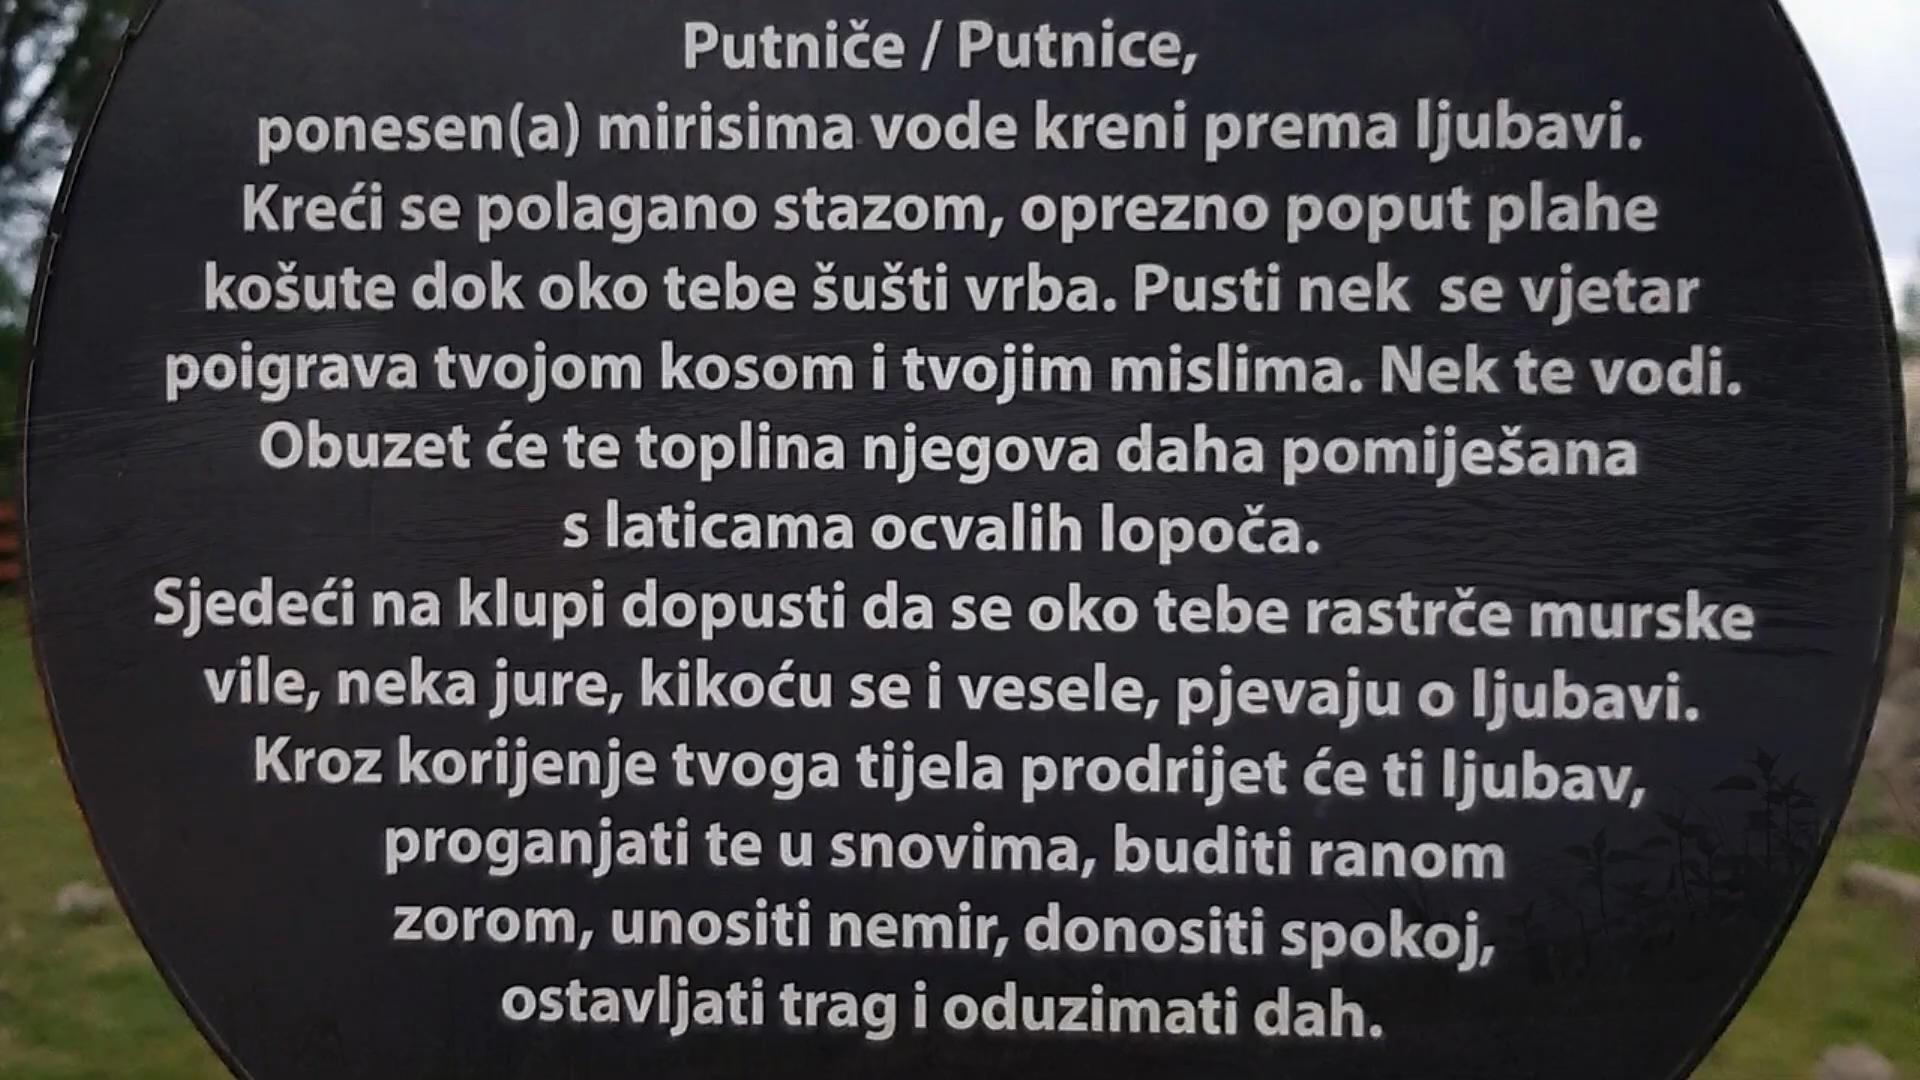 Putniče / Putnice,
ponesen(a) mirisima vode kreni prema ljubavi.
Kreći se polagano stazom, oprezno poput plahe
košute dok oko tebe šušti vrba. Pusti nek se vjetar
poigrava tvojom kosom i tvojim mislima. Nek te vodi.
Obuzet će te toplina njegova daha pomiješana
s laticama ocvalih lopoča.
Sjedeći na klupi dopusti da se oko tebe rastrče murske
vile, neka jure, kikoću se i vesele, pjevaju o ljubavi.
Kroz korijenje tvoga tijela prodrijet će ti ljubav,
proganjati te u snovima, buditi ranom
zorom, unositi nemir, donositi spokoj,
ostavljati trag i oduzimati dah.